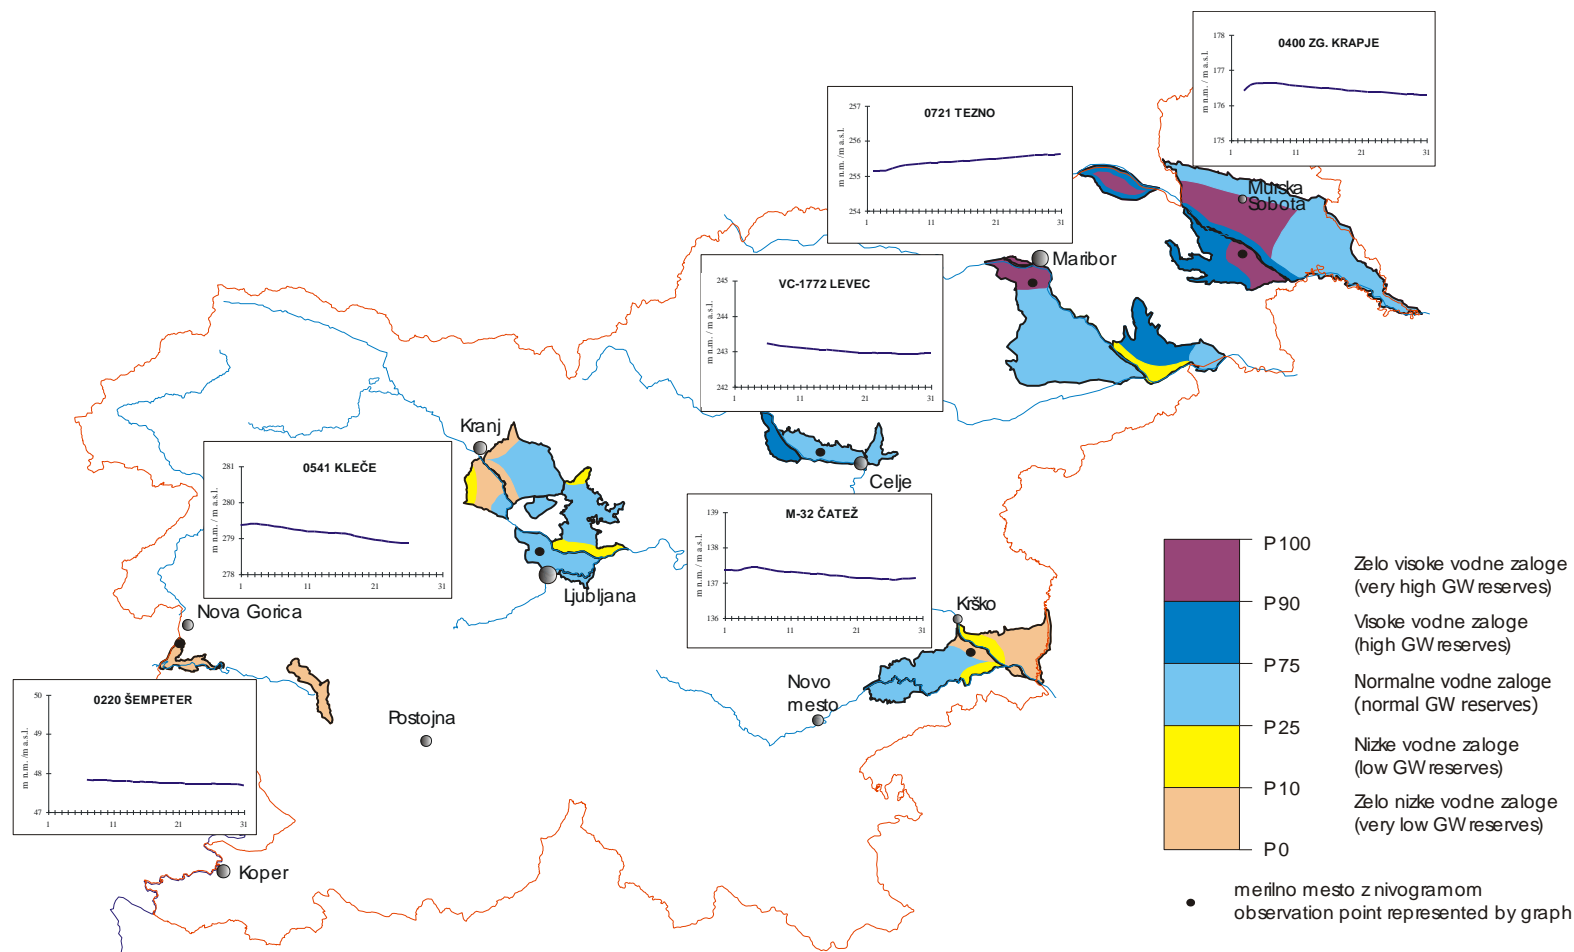 0400 ZG. KRAPJE
m n.m. / m a.s.l.
178
177
176
175
1
11
21
31
0721 TEZNO
m n.m. /m a.s.l.
257
256
255
254
1
11
21
31
Murska
Sobota
Maribor
VC-1772 LEVEC
m n.m. / m a.s.l.
245
244
243
242
1
11
21
31
Kranj
Celje
0541 KLEČE
m n.m. / m a.s.l.
281
280
279
278
1
11
21
31
M-32 ČATEŽ
m n.m. / m a.s.l.
139
138
137
136
1
11
21
31
Ljubljana
Nova Gorica
Krško
Novo
mesto
Postojna
0220 ŠEMPETER
m n.m. /m a.s.l.
50
49
48
47
1
11
21
31
Koper
P100
Zelo visoke vodne zaloge
(very high GW reserves)
P90
Visoke vodne zaloge
(high GW reserves)
P75
Normalne vodne zaloge
(normal GW reserves)
P25
Nizke vodne zaloge
(low GW reserves)
P10
Zelo nizke vodne zaloge
(very low GW reserves)
P0
merilno mesto z nivogramom
observation point represented by graph